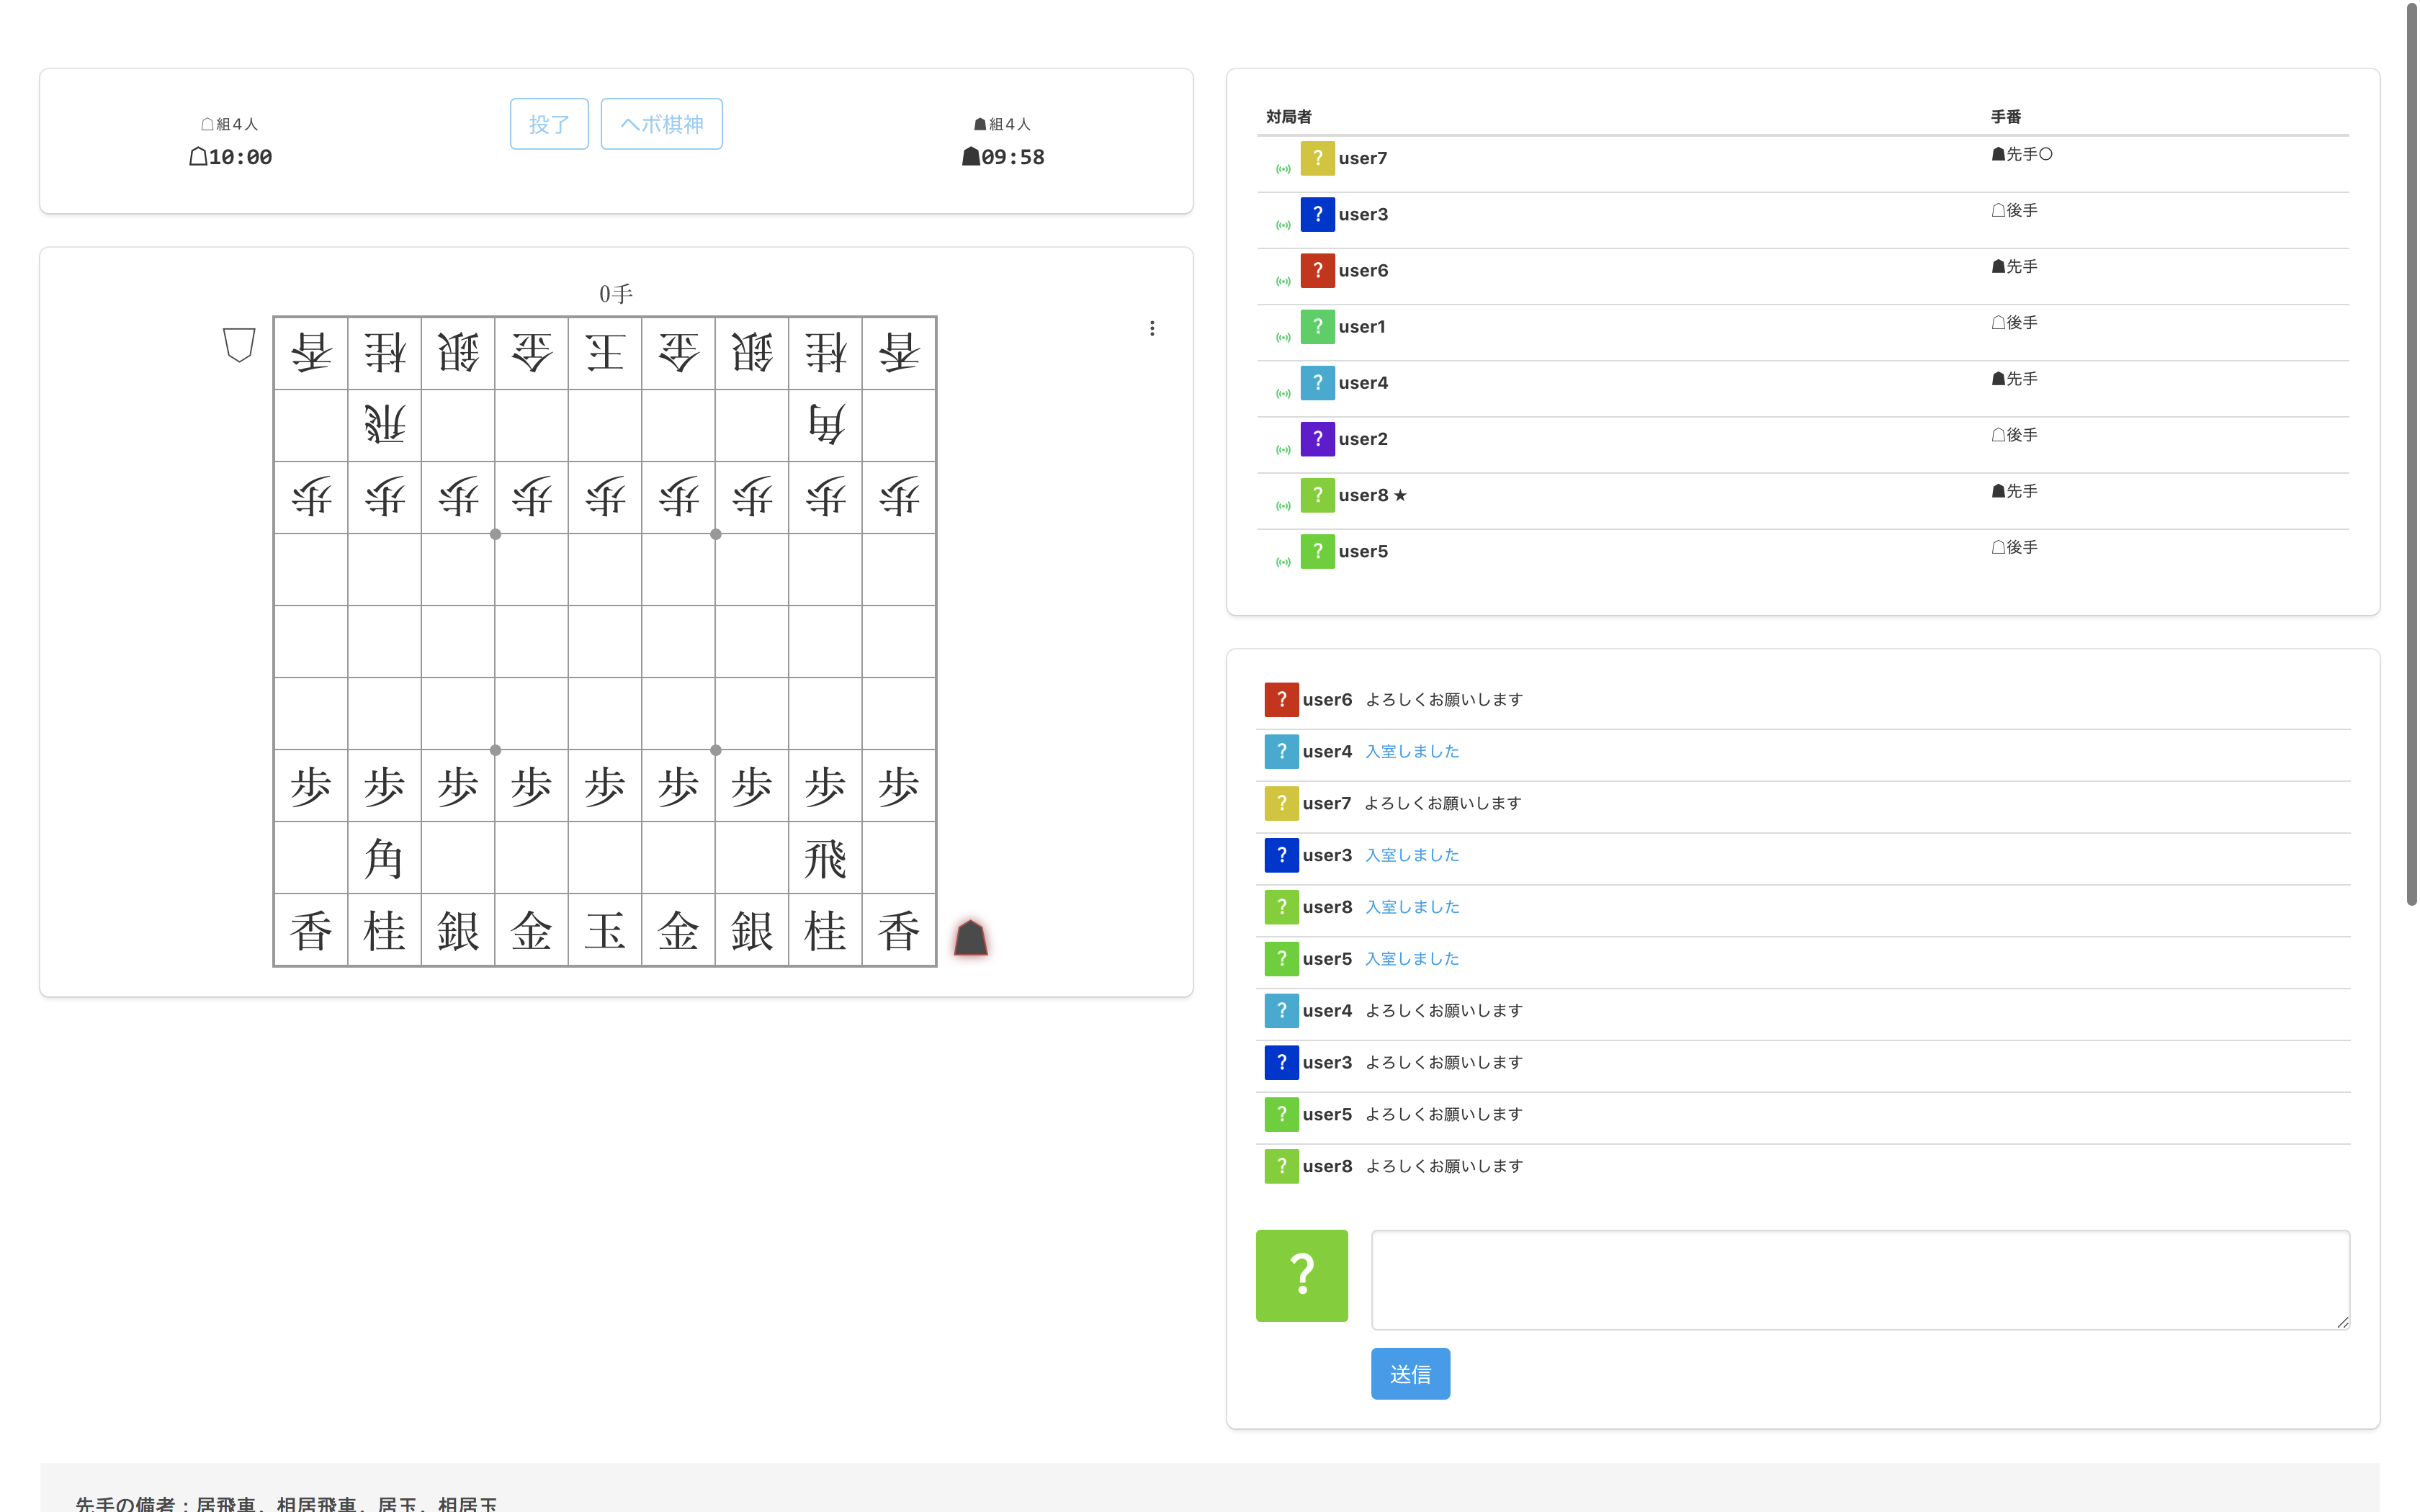 ☖組4人
☖10:00
投了
ヘボ棋神
☗組4人
☗09:58
0手
香桂銀金王金銀桂香
飛角
歩歩歩歩歩歩歩歩歩
歩歩歩歩歩歩歩歩歩
角飛
香桂銀金玉金銀桂香
対局者 手番
? user7 ☗先手○
? user3 ☖後手
? user6 ☗先手
? user1 ☖後手
? user4 ☗先手
? user2 ☖後手
? user8 ★ ☗先手
? user5 ☖後手
? user6 よろしくお願いします
? user4 入室しました
? user7 よろしくお願いします
? user3 入室しました
? user8 入室しました
? user5 入室しました
? user4 よろしくお願いします
? user3 よろしくお願いします
? user5 よろしくお願いします
? user8 よろしくお願いします
?
送信
先手の備考:居飛車, 相居飛車, 居玉, 相居玉